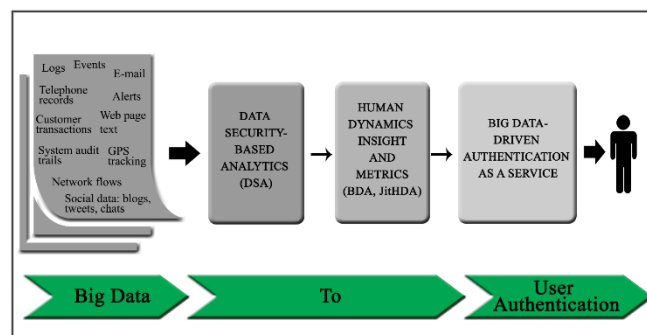 Logs
Events
E-mail
Telephone
records
Alerts
Customer
transactions
Web page
text
System audit
trails
GPS
tracking
Network flows
Social data: blogs,
tweets, chats
DATA
SECURITY-
BASED
ANALYTICS
(DSA)
HUMAN
DYNAMICS
INSIGHT
AND
METRICS
(BDA, JitHDA)
BIG DATA-
DRIVEN
AUTHENTICATION
AS A SERVICE
Big Data
To
User
Authentication